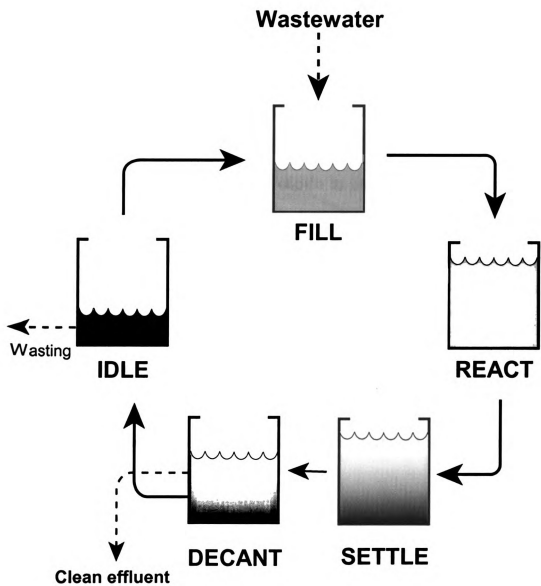 Wastewater
FILL
IDLE
Wasting
REACT
DECANT
SETTLE
Clean effluent